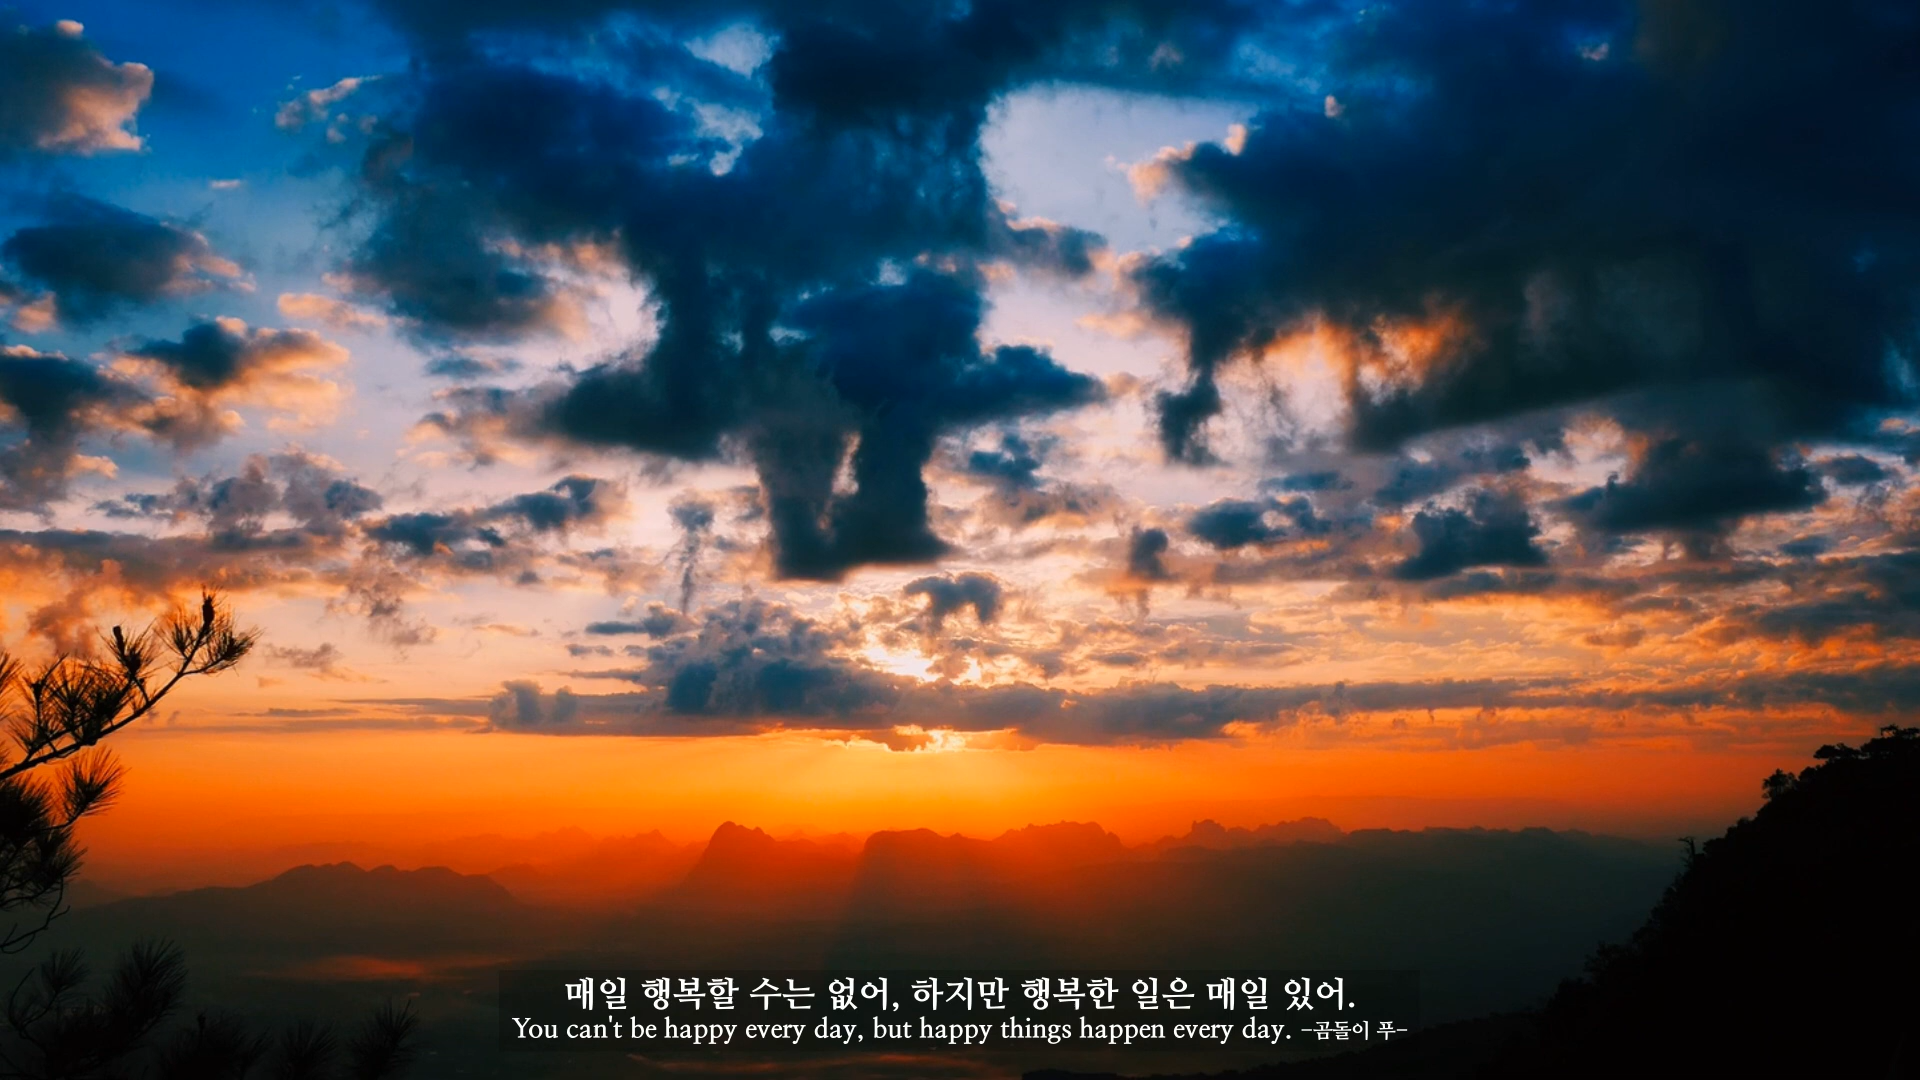 매일 행복할 수는 없어, 하지만 행복한 일은 매일 있어.
You can't be happy every day, but happy things happen every day. -곰돌이 푸-